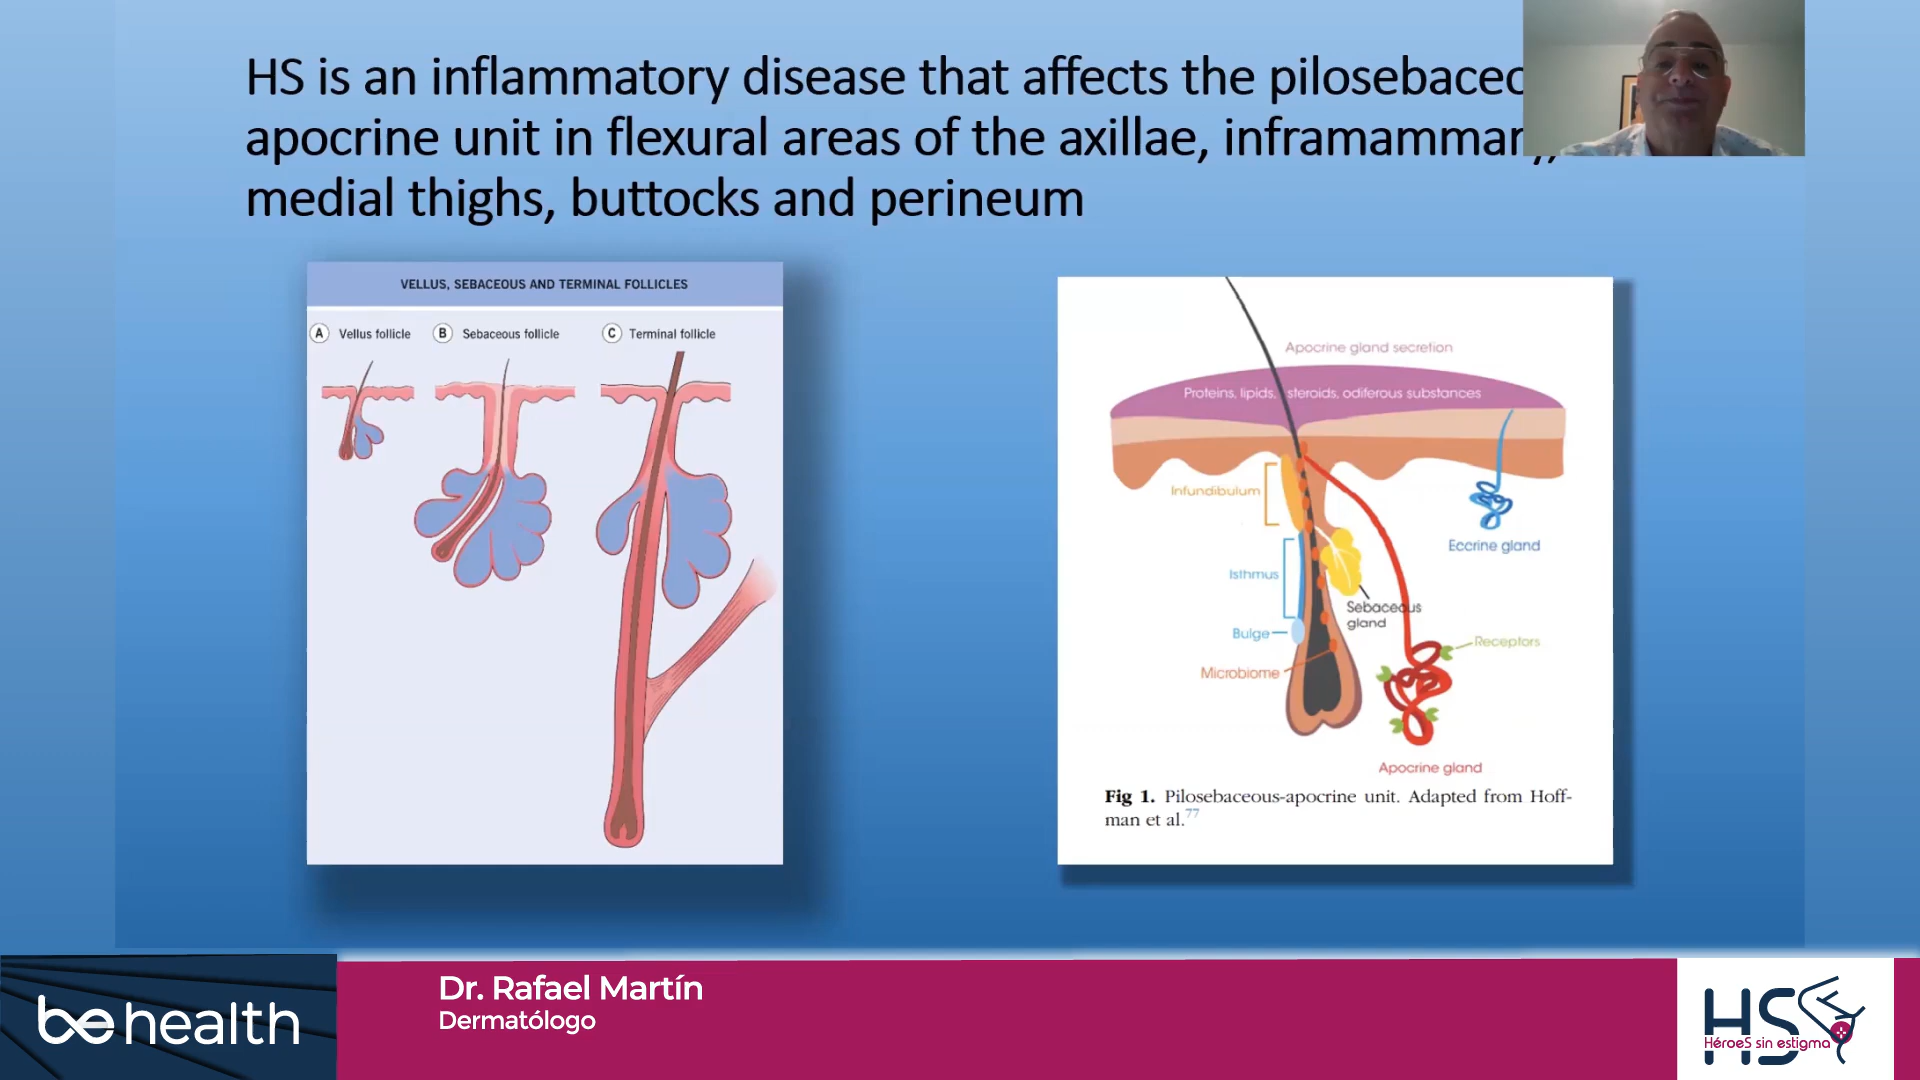 HS is an inflammatory disease that affects the
apocrine unit in flexural areas of the axillae, inframammary,
medial thighs, buttocks and perineum
VELLUS, SEBACEOUS AND TERMINAL FOLLICLES
A Vellus follicle
B Sebaceous follicle
C Terminal follicle
Apocrine gland secretion
Proteins, lipids, steroids, odiferous substances
Infundibulum
Eccrine gland
Isthmus
Sebaceous
gland
Bulge
Receptors
Microbiome
Apocrine gland
Fig 1. Pilosebaceous-apocrine unit. Adapted from Hoff-
man et al.77
be health
Dr. Rafael Martín
Dermatólogo
HS
HéroeS sin estigma